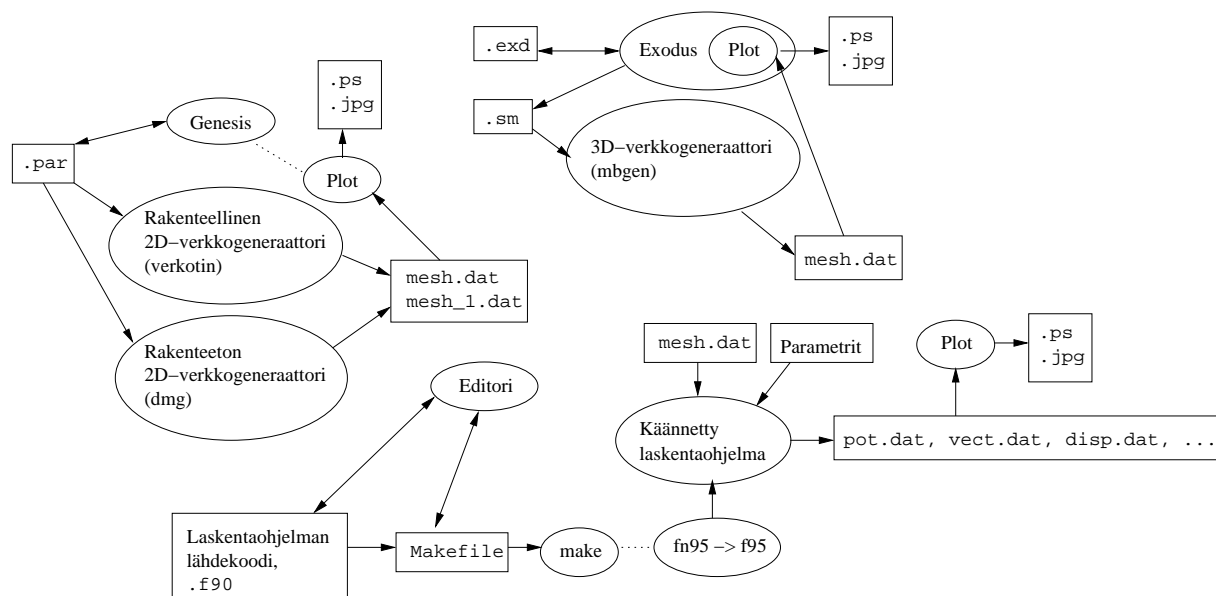 .exd
Exodus
Plot
.ps
.jpg
.sm
3D−verkkogeneraattori
(mbgen)
mesh.dat
.ps
.jpg
Genesis
.par
Plot
Rakenteellinen
2D−verkkogeneraattori
(verkotin)
mesh.dat
mesh_1.dat
Rakenteeton
2D−verkkogeneraattori
(dmg)
Editori
Laskentaohjelman
lähdekoodi,
.f90
Makefile
make
fn95 −> f95
mesh.dat
Parametrit
Käännetty
laskentaohjelma
pot.dat, vect.dat, disp.dat, ...
Plot
.ps
.jpg